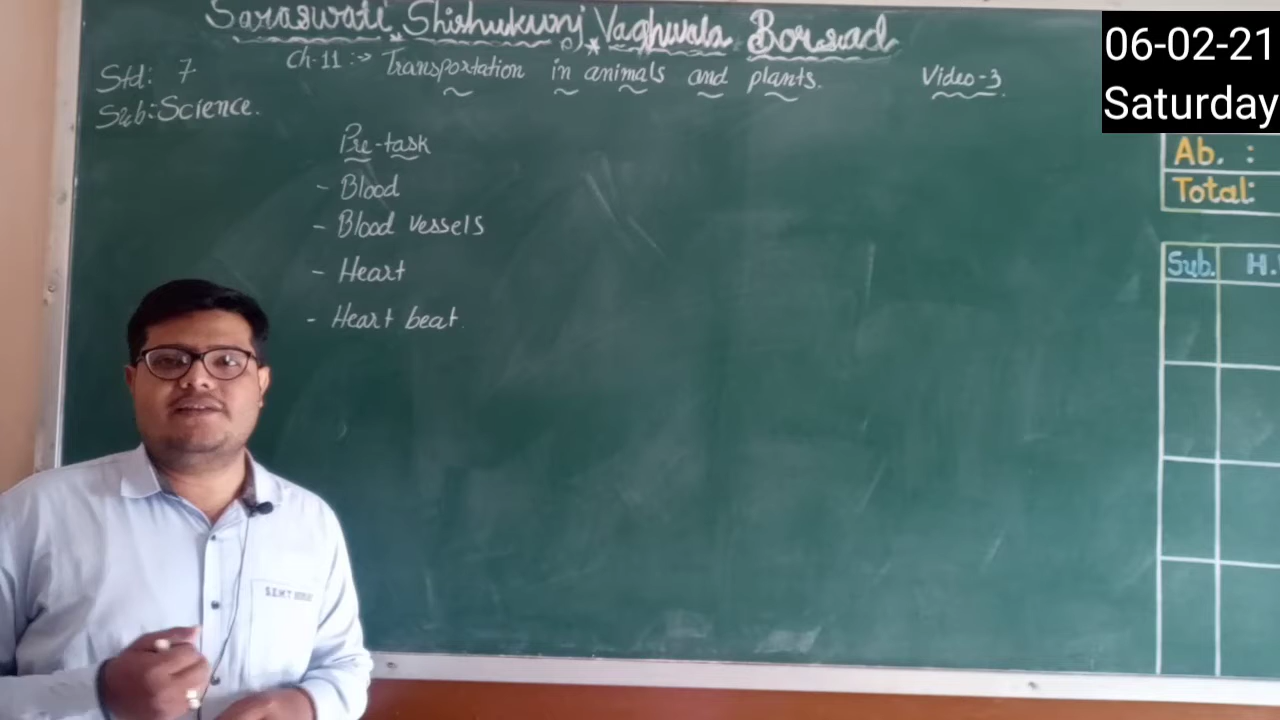 Saraswati Shishukunj Vaghwala Borsad
06-02-21
Saturday
Std: 7
Ch-11 :-> Transportation in animals and plants.
Video-3
Sub:Science.
Pre-task
- Blood
- Blood vessels
- Heart
- Heart beat.
Ab. :
Total:
Sub. H.
S.E.M.T